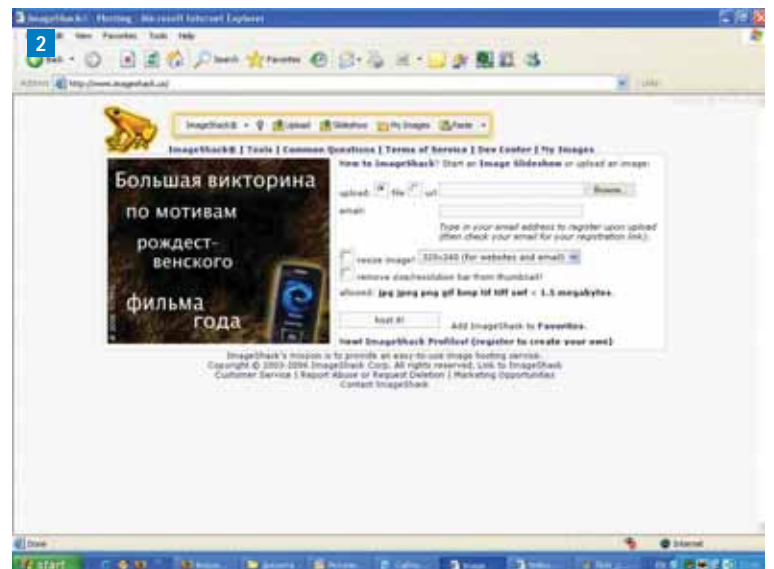 ImageShack® - Hosting - Microsoft Internet Explorer
2
View Favorites Tools Help
Back Search Favorites
Address http://www.imageshack.us/
ImageShack® Upload Slideshow My Images
ImageShack® | Tools | Common Questions | Terms of Service | Dev Center | My Images
Большая викторина
по мотивам
рождест-
венского
фильма
года
New to ImageShack? Start an Image Slideshow or upload an image:
upload: file url Browse...
email:
Type in your email address to register upon upload
(then check your email for your registration link).
resize image? 320x240 (for websites and email)
remove size/resolution bar from thumbnail?
allowed: jpg jpeg png gif bmp tif tiff swf < 1.5 megabytes.
host it! Add ImageShack to Favorites.
New! ImageShack Profiles! (register to create your own)
ImageShack's mission is to provide an easy-to-use image hosting service.
Copyright © 2003-2006 ImageShack Corp. All rights reserved. Link to ImageShack
Customer Service | Report Abuse or Request Deletion | Marketing Opportunities
Contact ImageShack
Done Internet
start